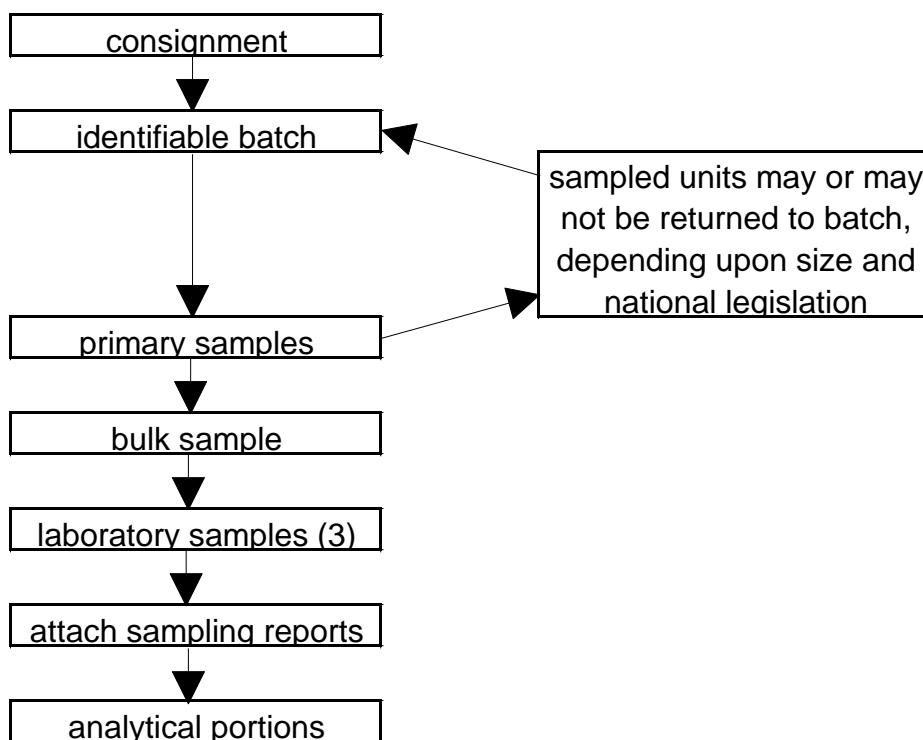 consignment
identifiable batch
sampled units may or may
not be returned to batch,
depending upon size and
national legislation
primary samples
bulk sample
laboratory samples (3)
attach sampling reports
analytical portions